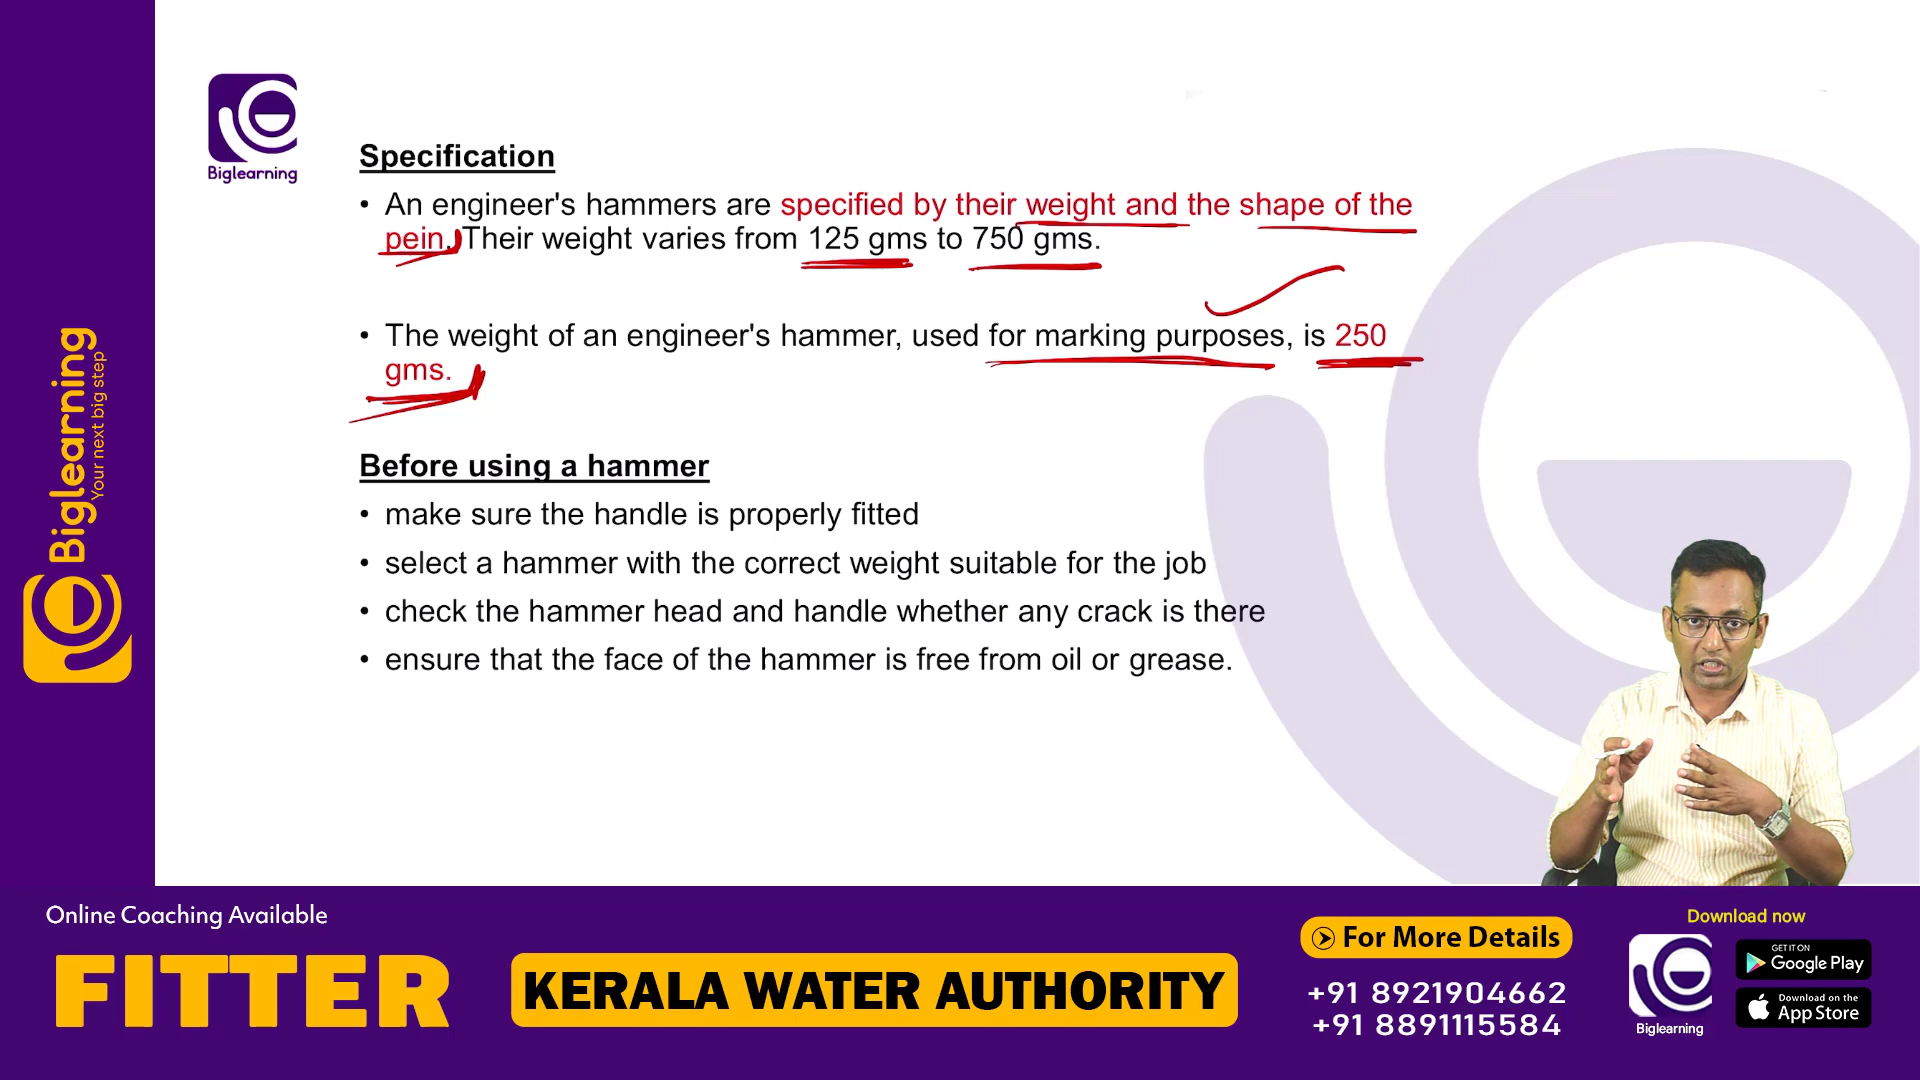 Biglearning
Specification
• An engineer's hammers are specified by their weight and the shape of the
pein. Their weight varies from 125 gms to 750 gms.
• The weight of an engineer's hammer, used for marking purposes, is 250
gms.
Before using a hammer
• make sure the handle is properly fitted
• select a hammer with the correct weight suitable for the job
• check the hammer head and handle whether any crack is there
• ensure that the face of the hammer is free from oil or grease.
Biglearning
Your next big step
Online Coaching Available
FITTER
KERALA WATER AUTHORITY
For More Details
+91 8921904662
+91 8891115584
Download now
Biglearning
GET IT ON
Google Play
Download on the
App Store